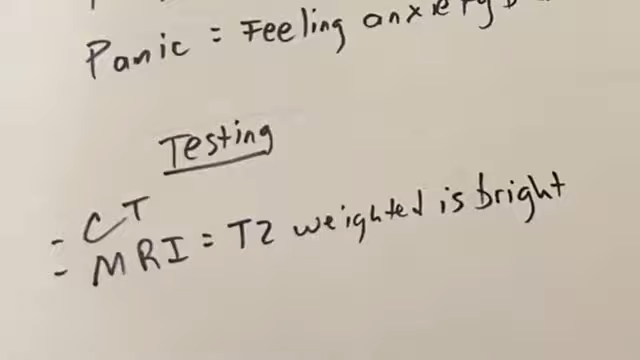 Panic = Feeling anxiety
Testing
- CT
- MRI = T2 weighted is bright